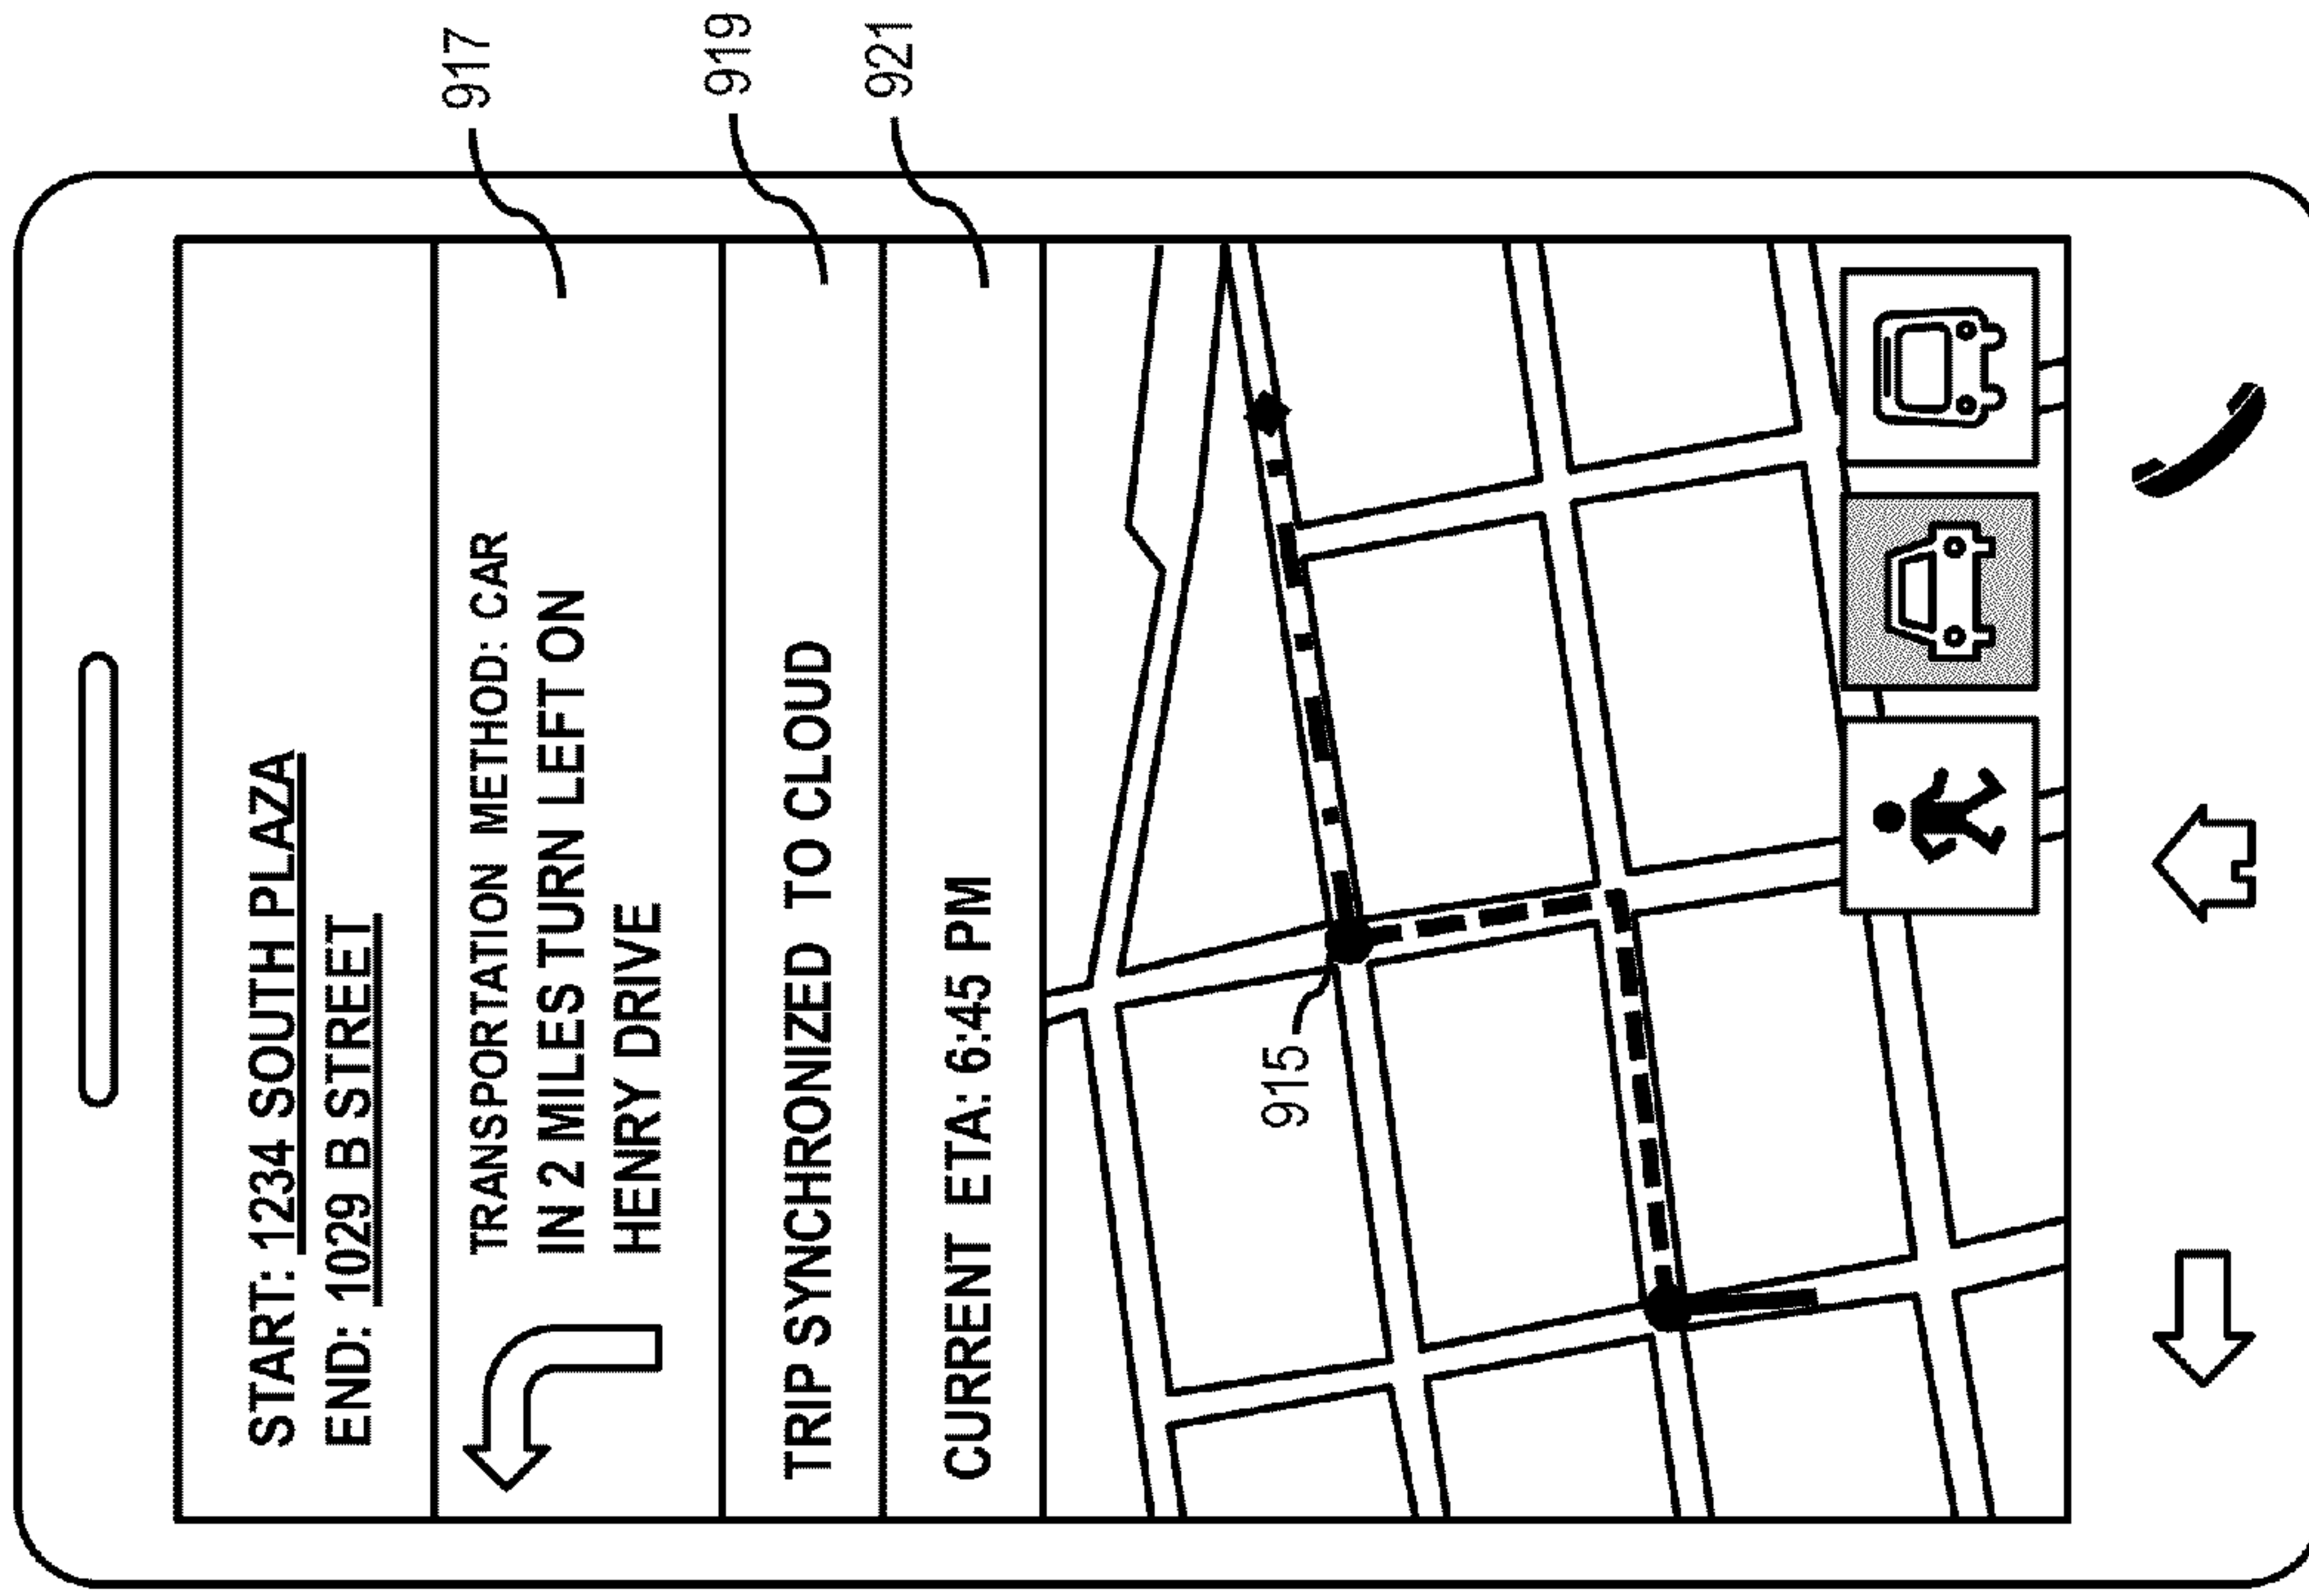 START: 1234 SOUTH PLAZA
END: 1029 B STREET
TRANSPORTATION METHOD: CAR
IN 2 MILES TURN LEFT ON
HENRY DRIVE
917
TRIP SYNCHRONIZED TO CLOUD
919
CURRENT ETA: 6:45 PM
921
915